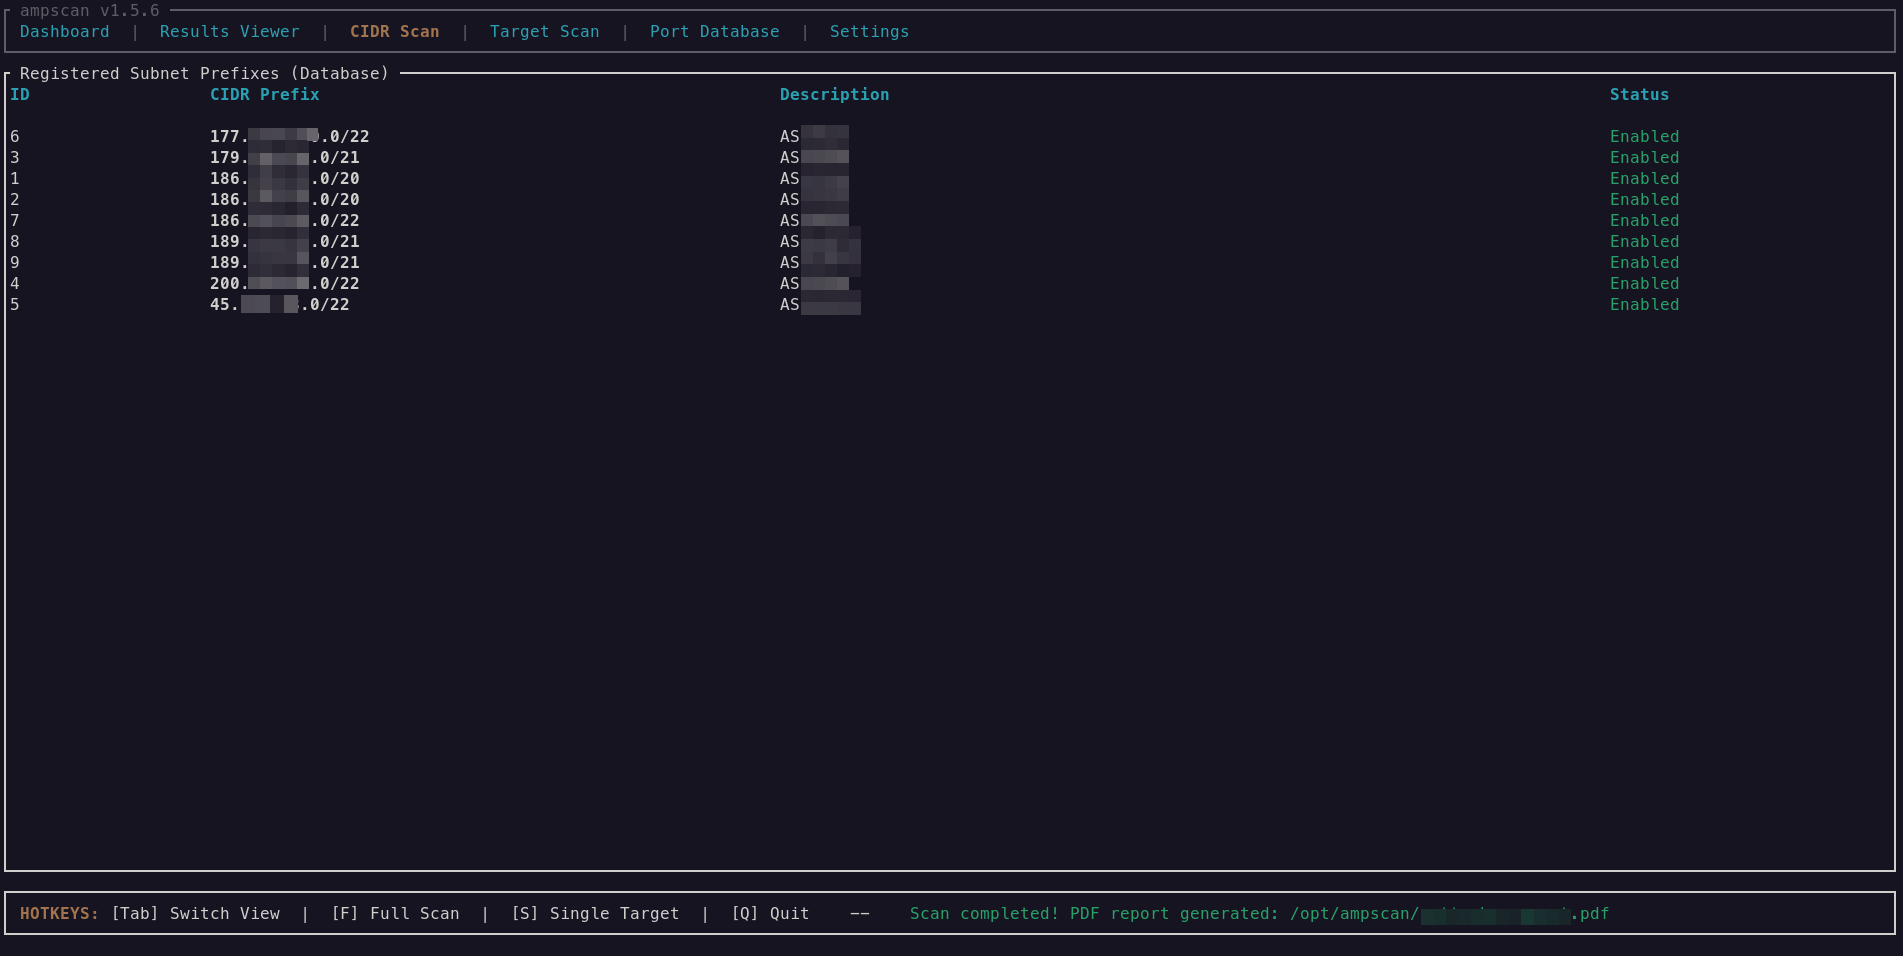 ampscan v1.5.6
Dashboard | Results Viewer | CIDR Scan | Target Scan | Port Database | Settings
Registered Subnet Prefixes (Database)
ID CIDR Prefix Description Status
6 177. .0/22 AS Enabled
3 179. .0/21 AS Enabled
1 186. .0/20 AS Enabled
2 186. .0/20 AS Enabled
7 186. .0/22 AS Enabled
8 189. .0/21 AS Enabled
9 189. .0/21 AS Enabled
4 200. .0/22 AS Enabled
5 45. .0/22 AS Enabled
HOTKEYS: [Tab] Switch View | [F] Full Scan | [S] Single Target | [Q] Quit —— Scan completed! PDF report generated: /opt/ampscan/ .pdf